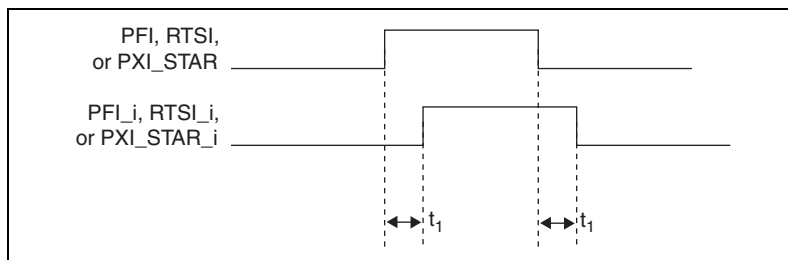 PFI, RTSI,
or PXI_STAR
PFI_i, RTSI_i,
or PXI_STAR_i
t1 t1